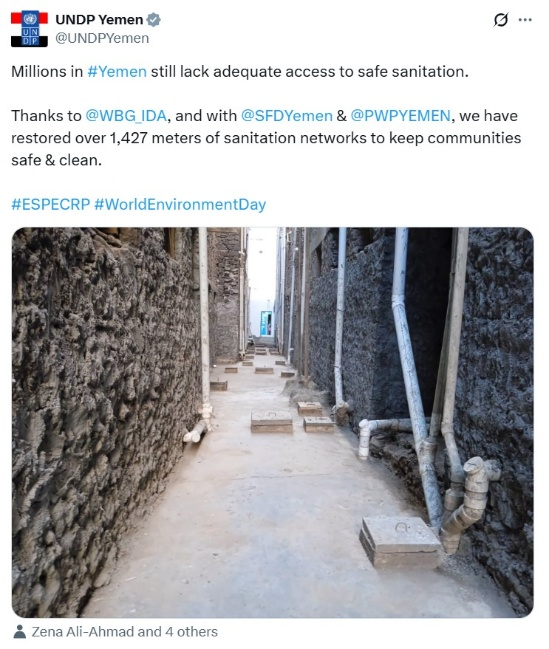 UNDP Yemen
@UNDPYemen
Millions in #Yemen still lack adequate access to safe sanitation.
Thanks to @WBG_IDA, and with @SFDYemen & @PWPYEMEN, we have
restored over 1,427 meters of sanitation networks to keep communities
safe & clean.
#ESPECRP #WorldEnvironmentDay
Zena Ali-Ahmad and 4 others